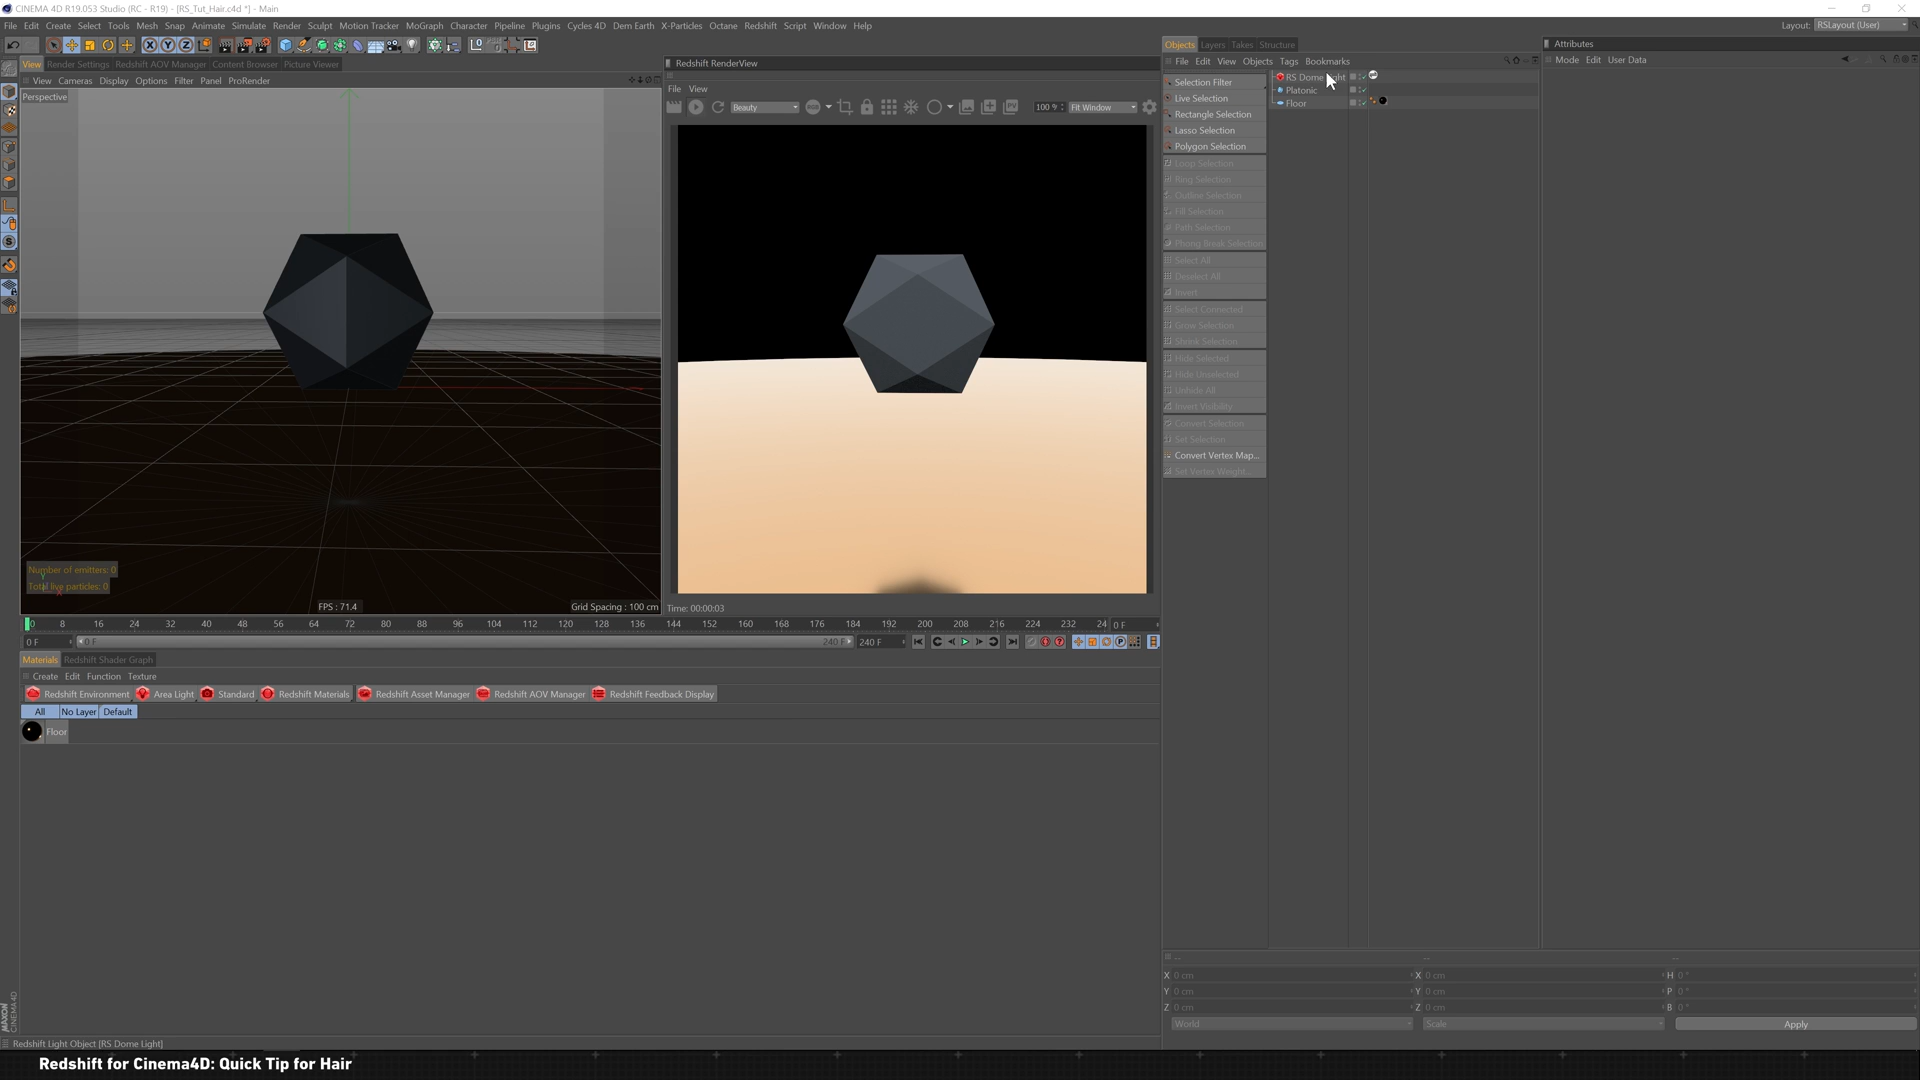 CINEMA 4D R19.053 Studio (RC - R19) - [RS_Tut_Hair.c4d *] - Main
File Edit Create Select Tools Mesh Snap Animate Simulate Render Sculpt Motion Tracker MoGraph Character Pipeline Plugins Cycles 4D Dem Earth X-Particles Octane Redshift Script Window Help
Layout: RSLayout (User)
View Render Settings Redshift AOV Manager Content Browser Picture Viewer
View Cameras Display Options Filter Panel ProRender
Perspective
Number of emitters: 0
Total live particles: 0
FPS : 71.4
Grid Spacing : 100 cm
Redshift RenderView
File View
Beauty
100 %
Fit Window
Time: 00:00:03
Objects Layers Takes Structure
File Edit View Objects Tags Bookmarks
Selection Filter
Live Selection
Rectangle Selection
Lasso Selection
Polygon Selection
Loop Selection
Ring Selection
Outline Selection
Fill Selection
Path Selection
Phong Break Selection
Select All
Deselect All
Invert
Select Connected
Grow Selection
Shrink Selection
Hide Selected
Hide Unselected
Unhide All
Invert Visibility
Convert Selection
Set Selection
Convert Vertex Map...
Set Vertex Weight...
RS Dome Light
Platonic
Floor
Attributes
Mode Edit User Data
0 8 16 24 32 40 48 56 64 72 80 88 96 104 112 120 128 136 144 152 160 168 176 184 192 200 208 216 224 232 24 0 F
0 F 0 F 240 F 240 F
Materials Redshift Shader Graph
Create Edit Function Texture
Redshift Environment Area Light Standard Redshift Materials Redshift Asset Manager Redshift AOV Manager Redshift Feedback Display
All No Layer Default
Floor
-- -- --
X 0 cm X 0 cm H 0 °
Y 0 cm Y 0 cm P 0 °
Z 0 cm Z 0 cm B 0 °
World Scale Apply
MAXON
CINEMA 4D
Redshift Light Object [RS Dome Light]
Redshift for Cinema4D: Quick Tip for Hair